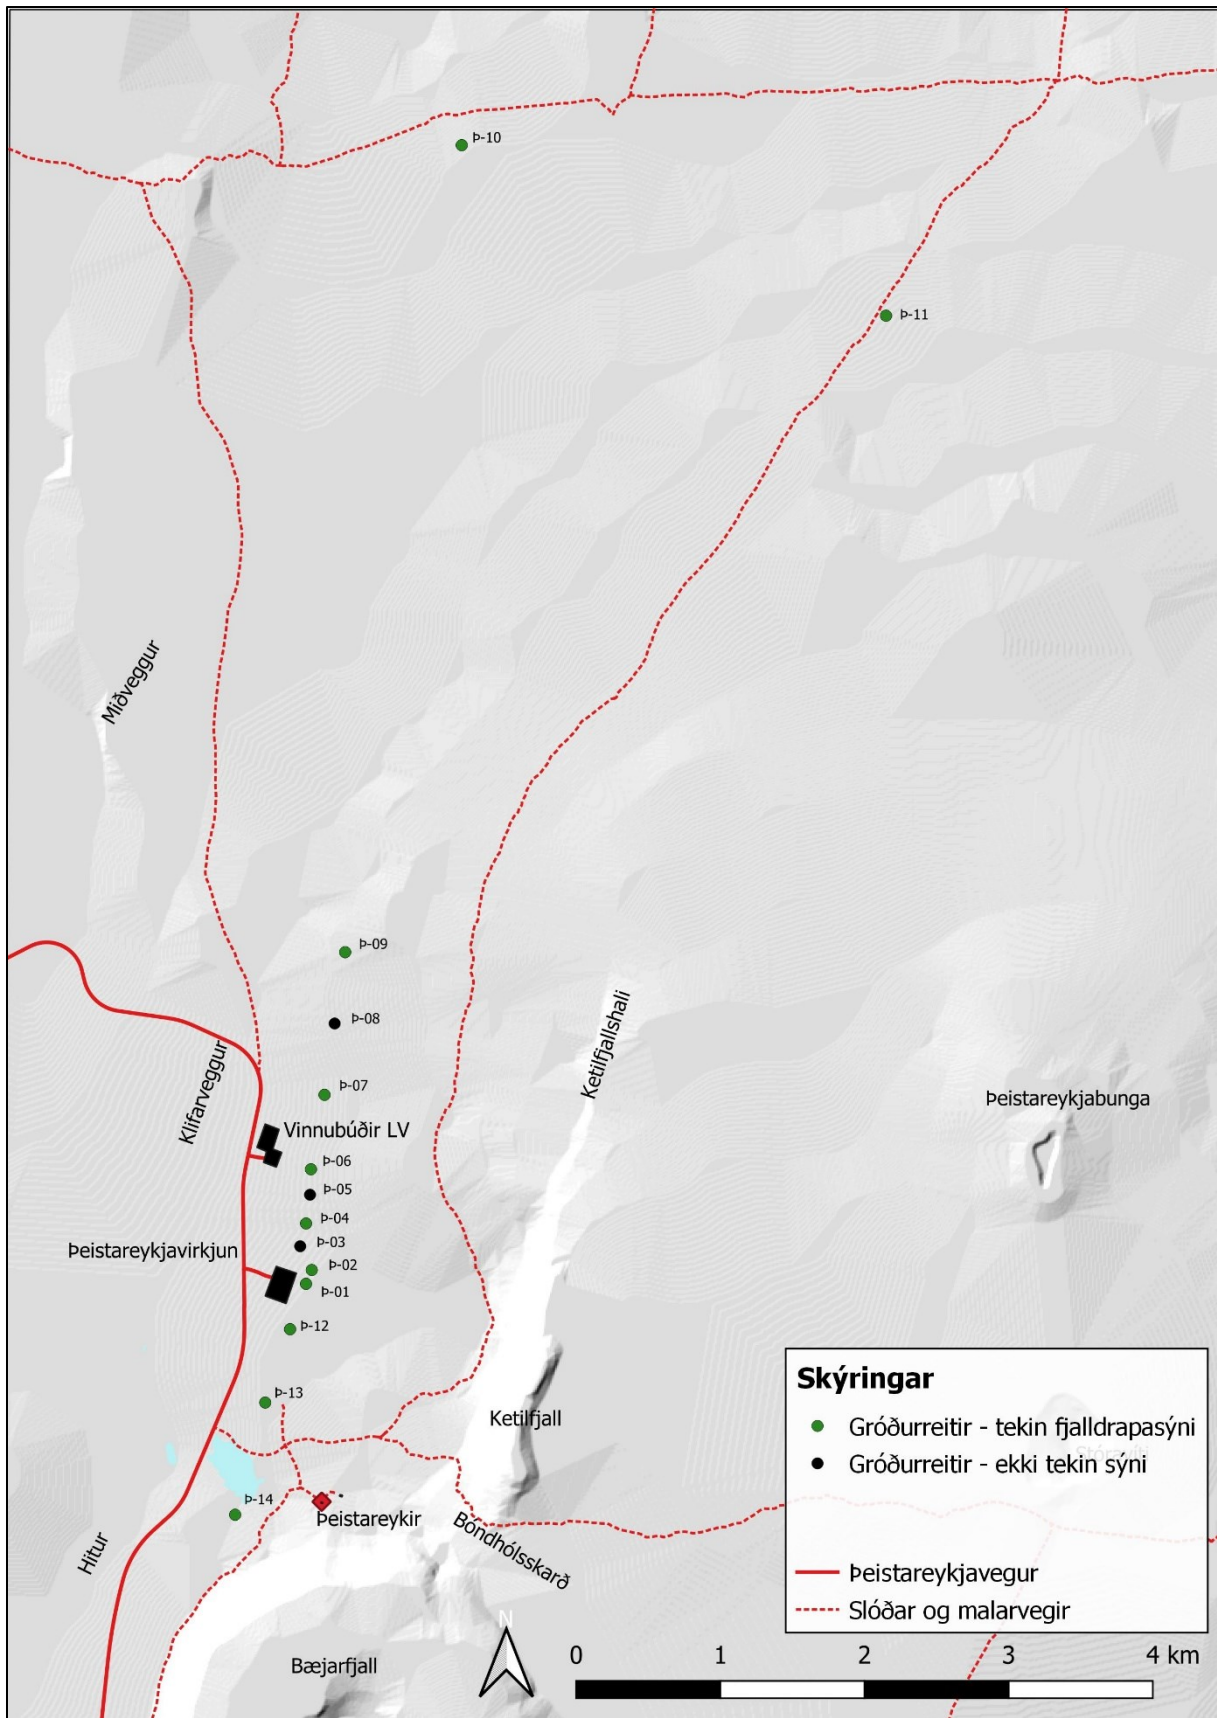 Þ-10
Þ-11
Miðveggur
Þ-09
Þ-08
Ketilfjallshali
Klifarveggur
Þ-07
Þeistareykjabunga
Vinnubúðir LV
Þ-06
Þ-05
Þ-04
Þeistareykjavirkjun
Þ-03
Þ-02
Þ-01
Þ-12
Þ-13
Ketilfjall
Þ-14
Þeistareykir
Bóndhólsskarð
Hitur
Bæjarfjall
Skýringar
Gróðurreitir - tekin fjalldrapasýni
Stóravíti
Gróðurreitir - ekki tekin sýni
Þeistareykjavegur
Slóðar og malarvegir
N
0 1 2 3 4 km